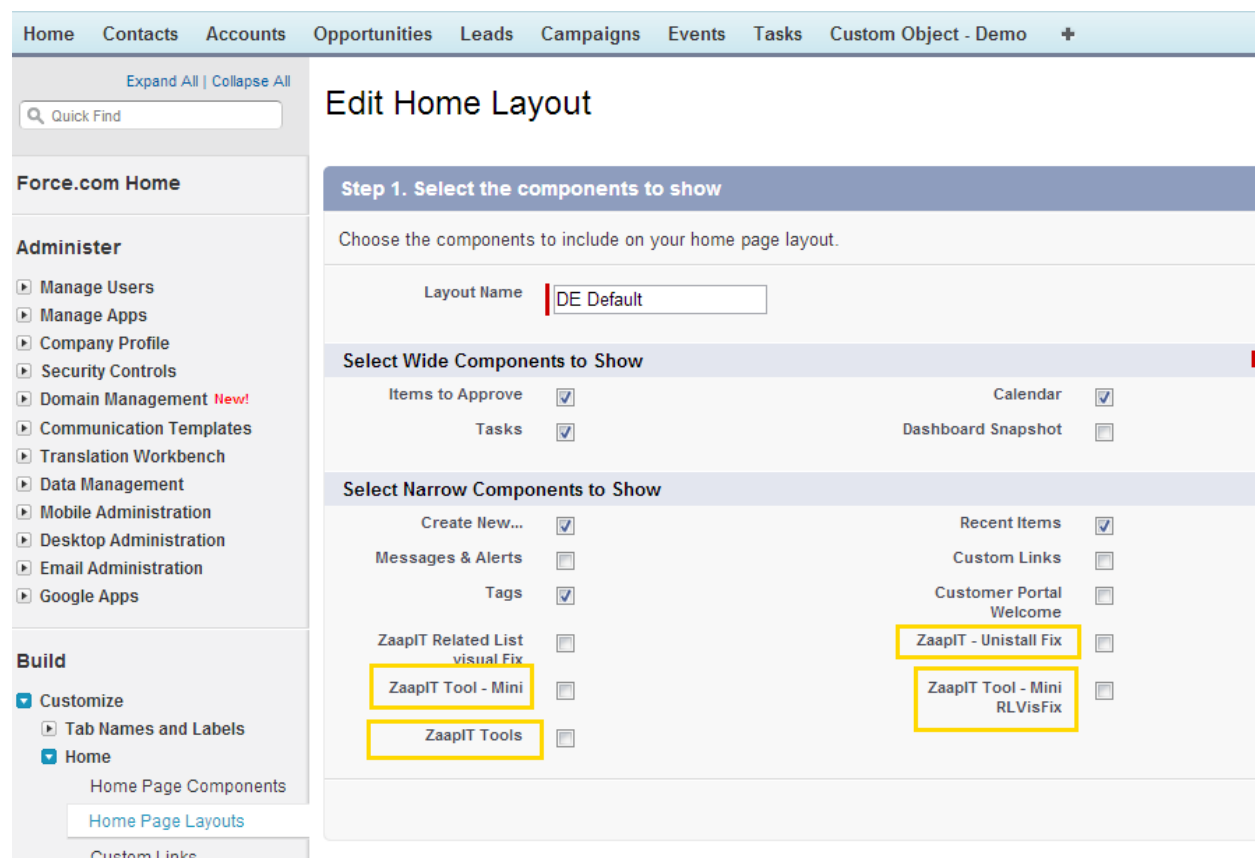 Home Contacts Accounts Opportunities Leads Campaigns Events Tasks Custom Object - Demo +
Expand All | Collapse All
Quick Find
Force.com Home
Administer
Manage Users
Manage Apps
Company Profile
Security Controls
Domain Management New!
Communication Templates
Translation Workbench
Data Management
Mobile Administration
Desktop Administration
Email Administration
Google Apps
Build
Customize
Tab Names and Labels
Home
Home Page Components
Home Page Layouts
Custom Links
Edit Home Layout
Step 1. Select the components to show
Choose the components to include on your home page layout.
Layout Name DE Default
Select Wide Components to Show
Items to Approve Calendar
Tasks Dashboard Snapshot
Select Narrow Components to Show
Create New... Recent Items
Messages & Alerts Custom Links
Tags Customer Portal
Welcome
ZaapIT Related List ZaapIT - Unistall Fix
visual Fix
ZaapIT Tool - Mini ZaapIT Tool - Mini
RLVisFix
ZaapIT Tools